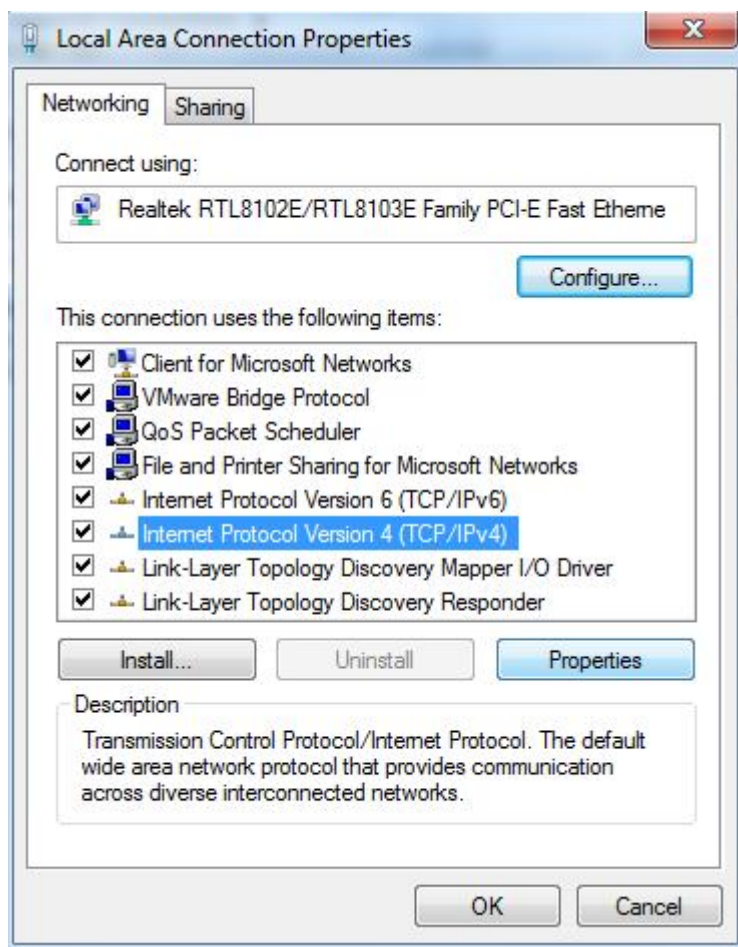 Local Area Connection Properties
Networking
Sharing
Connect using:
Realtek RTL8102E/RTL8103E Family PCI-E Fast Etherne
Configure...
This connection uses the following items:
Client for Microsoft Networks
VMware Bridge Protocol
QoS Packet Scheduler
File and Printer Sharing for Microsoft Networks
Internet Protocol Version 6 (TCP/IPv6)
Internet Protocol Version 4 (TCP/IPv4)
Link-Layer Topology Discovery Mapper I/O Driver
Link-Layer Topology Discovery Responder
Install...
Uninstall
Properties
Description
Transmission Control Protocol/Internet Protocol. The default
wide area network protocol that provides communication
across diverse interconnected networks.
OK
Cancel